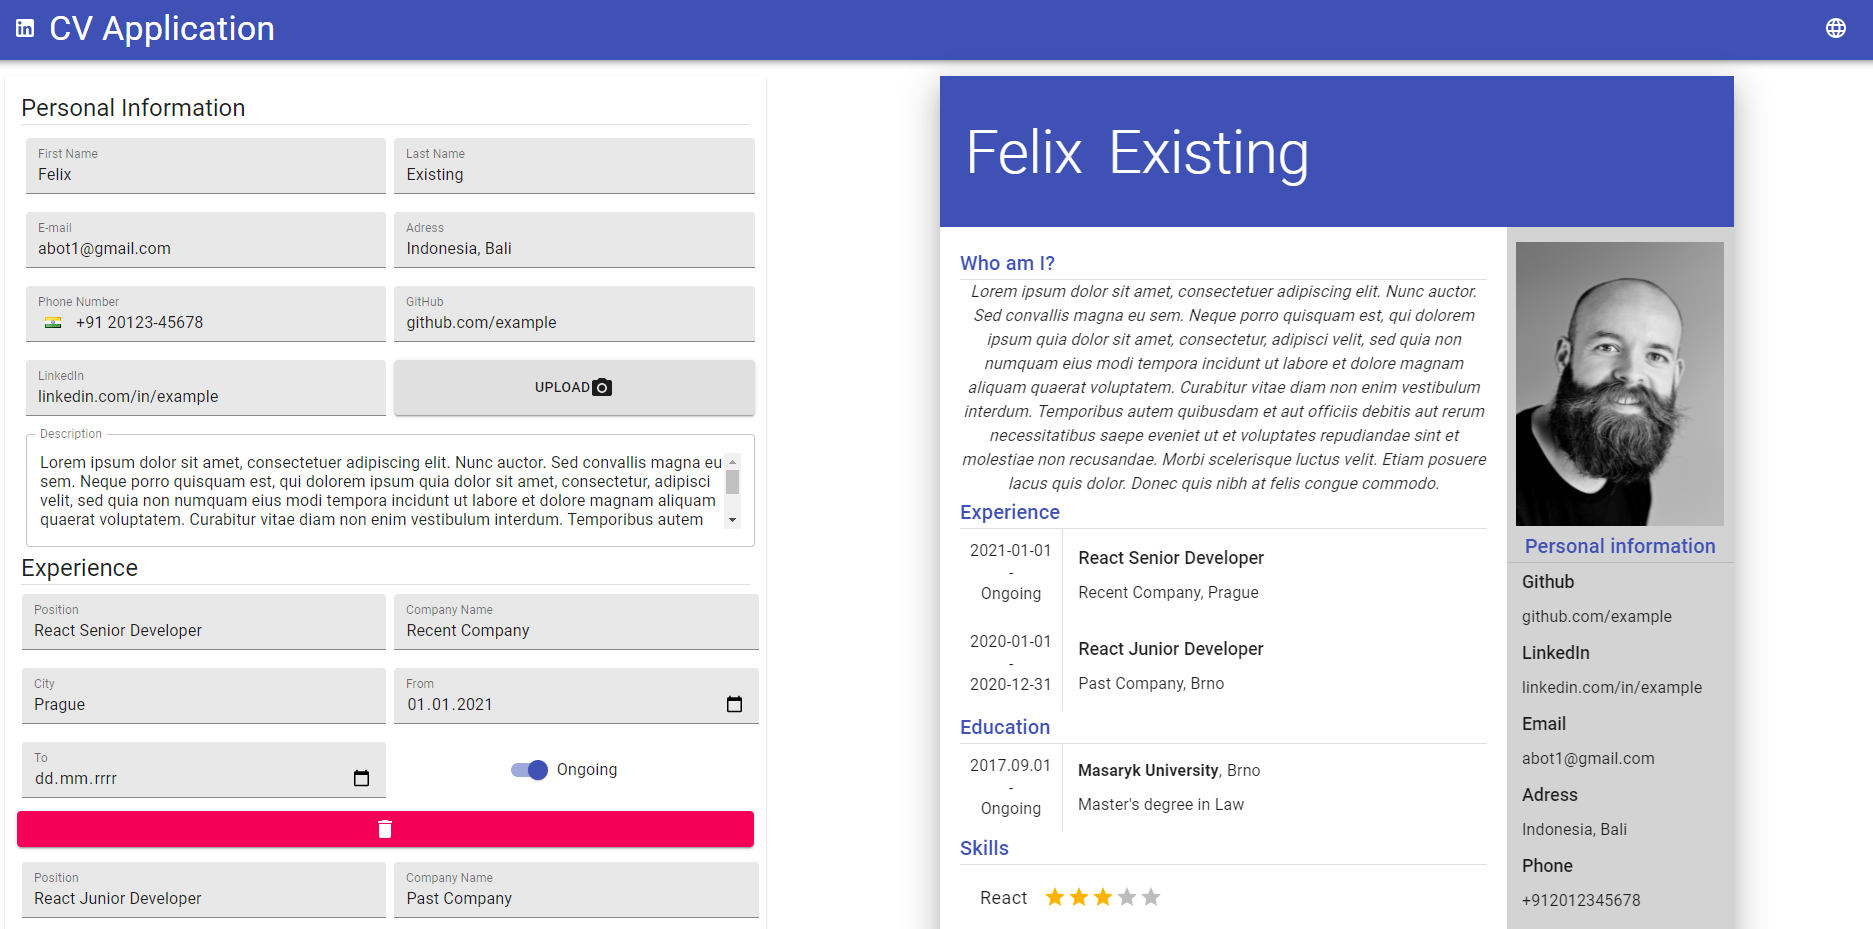 CV Application
Personal Information
First Name
Felix
Last Name
Existing
E-mail
abot1@gmail.com
Adress
Indonesia, Bali
Phone Number
+91 20123-45678
GitHub
github.com/example
LinkedIn
linkedin.com/in/example
UPLOAD
Description
Lorem ipsum dolor sit amet, consectetuer adipiscing elit. Nunc auctor. Sed convallis magna eu
sem. Neque porro quisquam est, qui dolorem ipsum quia dolor sit amet, consectetur, adipisci
velit, sed quia non numquam eius modi tempora incidunt ut labore et dolore magnam aliquam
quaerat voluptatem. Curabitur vitae diam non enim vestibulum interdum. Temporibus autem
Experience
Position
React Senior Developer
Company Name
Recent Company
City
Prague
From
01.01.2021
To
dd.mm.rrrr
Ongoing
Position
React Junior Developer
Company Name
Past Company
Felix Existing
Who am I?
Lorem ipsum dolor sit amet, consectetuer adipiscing elit. Nunc auctor.
Sed convallis magna eu sem. Neque porro quisquam est, qui dolorem
ipsum quia dolor sit amet, consectetur, adipisci velit, sed quia non
numquam eius modi tempora incidunt ut labore et dolore magnam
aliquam quaerat voluptatem. Curabitur vitae diam non enim vestibulum
interdum. Temporibus autem quibusdam et aut officiis debitis aut rerum
necessitatibus saepe eveniet ut et voluptates repudiandae sint et
molestiae non recusandae. Morbi scelerisque luctus velit. Etiam posuere
lacus quis dolor. Donec quis nibh at felis congue commodo.
Experience
2021-01-01
-
Ongoing
React Senior Developer
Recent Company, Prague
2020-01-01
-
2020-12-31
React Junior Developer
Past Company, Brno
Education
2017.09.01
-
Ongoing
Masaryk University, Brno
Master's degree in Law
Skills
React
Personal information
Github
github.com/example
LinkedIn
linkedin.com/in/example
Email
abot1@gmail.com
Adress
Indonesia, Bali
Phone
+912012345678